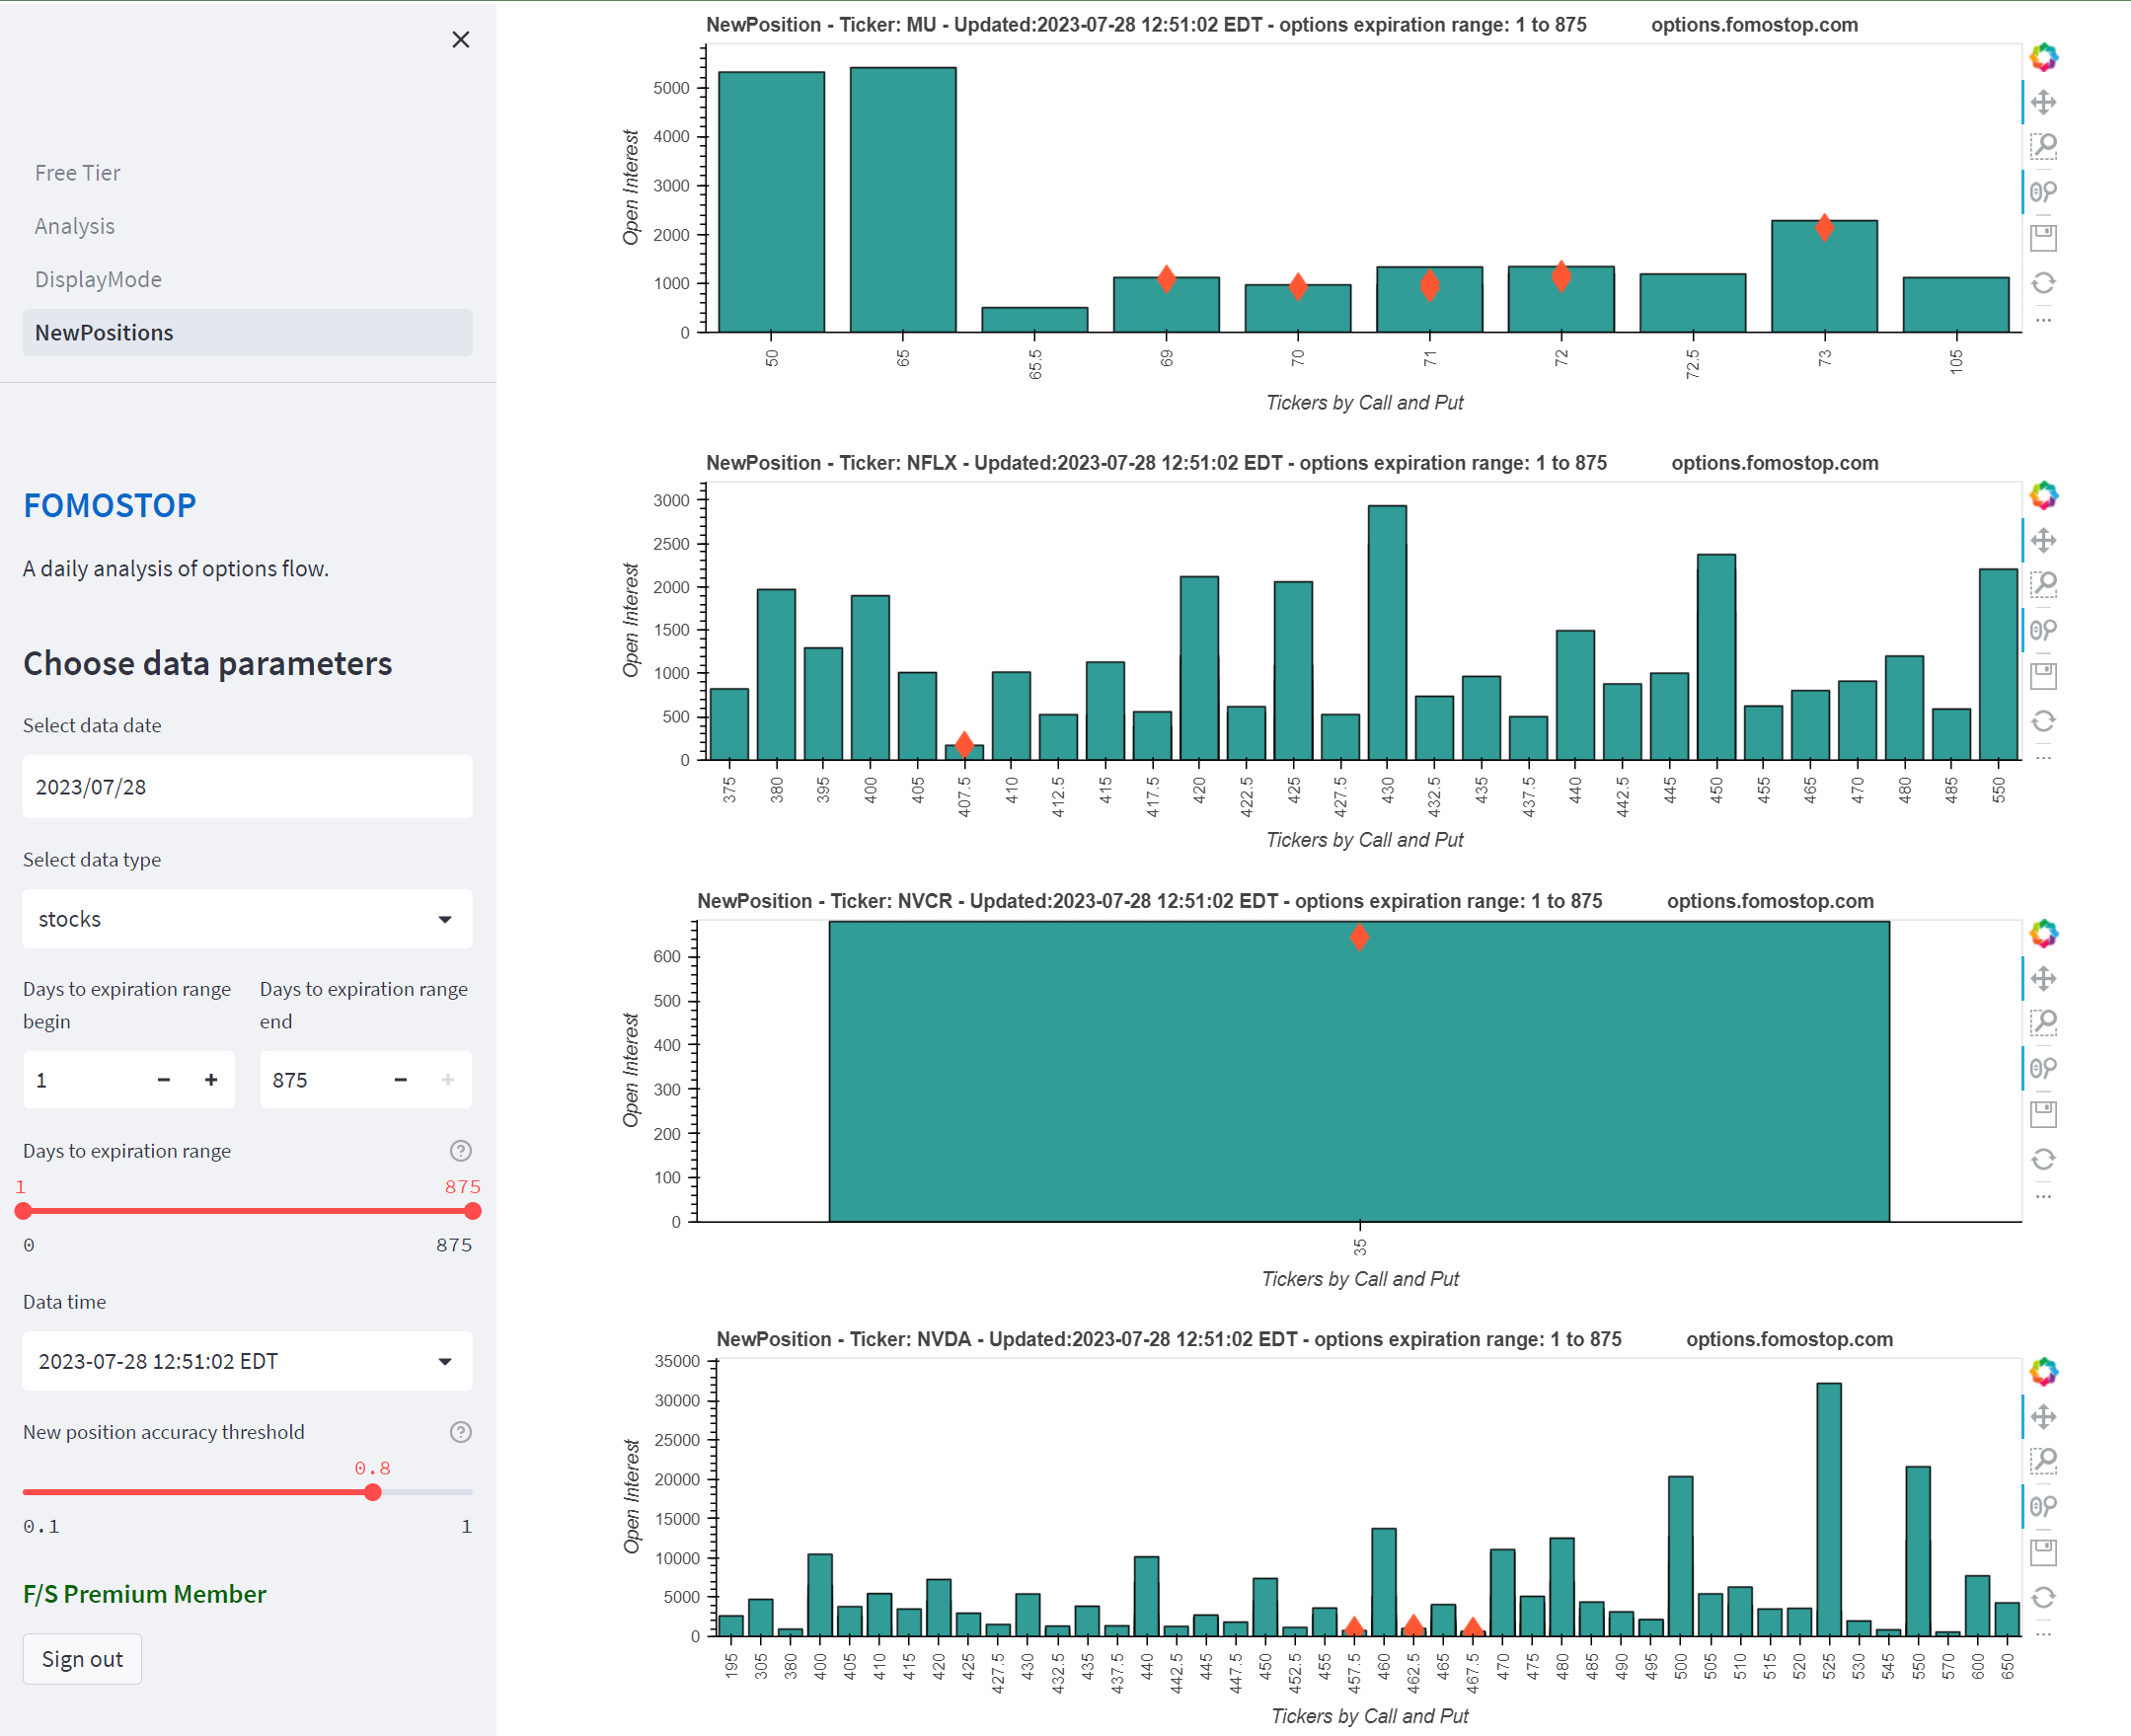 Free Tier
Analysis
DisplayMode
NewPositions
FOMOSTOP
A daily analysis of options flow.
Choose data parameters
Select data date
2023/07/28
Select data type
stocks
Days to expiration range begin
Days to expiration range end
1
875
Days to expiration range
1 875
0 875
Data time
2023-07-28 12:51:02 EDT
New position accuracy threshold
0.8
0.1 1
F/S Premium Member
Sign out
NewPosition - Ticker: MU - Updated:2023-07-28 12:51:02 EDT - options expiration range: 1 to 875 options.fomostop.com
Open Interest
5000
4000
3000
2000
1000
0
50 65 65.5 69 70 71 72 72.5 73 105
Tickers by Call and Put
NewPosition - Ticker: NFLX - Updated:2023-07-28 12:51:02 EDT - options expiration range: 1 to 875 options.fomostop.com
Open Interest
3000
2500
2000
1500
1000
500
0
375 380 395 400 405 407.5 410 412.5 415 417.5 420 422.5 425 427.5 430 432.5 435 437.5 440 442.5 445 450 455 465 470 480 485 550
Tickers by Call and Put
NewPosition - Ticker: NVCR - Updated:2023-07-28 12:51:02 EDT - options expiration range: 1 to 875 options.fomostop.com
Open Interest
600
500
400
300
200
100
0
35
Tickers by Call and Put
NewPosition - Ticker: NVDA - Updated:2023-07-28 12:51:02 EDT - options expiration range: 1 to 875 options.fomostop.com
Open Interest
35000
30000
25000
20000
15000
10000
5000
0
195 305 380 400 405 410 415 420 425 427.5 430 432.5 435 437.5 440 442.5 445 447.5 450 452.5 455 457.5 460 462.5 465 467.5 470 475 480 485 490 495 500 505 510 515 520 525 530 545 550 570 600 650
Tickers by Call and Put